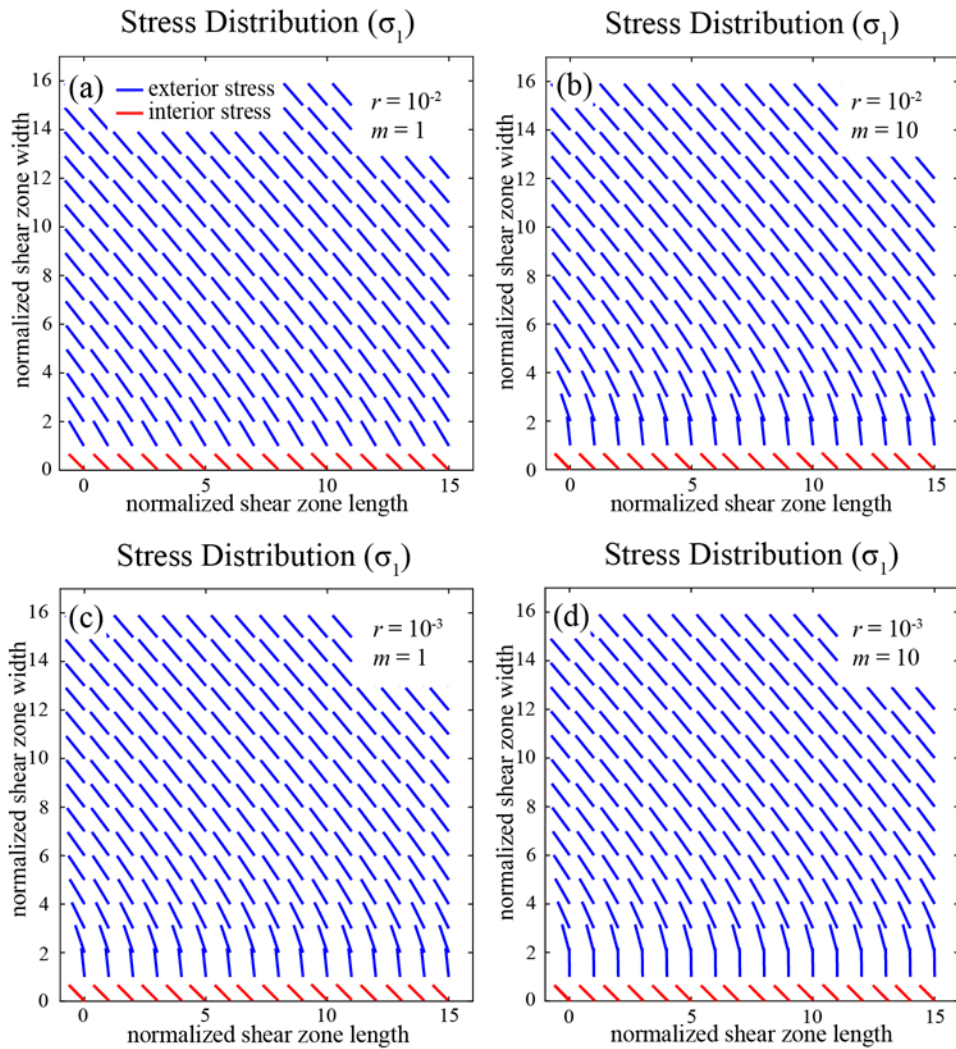 Stress Distribution (σ₁)
(a)
exterior stress
interior stress
r = 10⁻²
m = 1
16
14
12
10
8
6
4
2
0
normalized shear zone width
0 5 10 15
normalized shear zone length
Stress Distribution (σ₁)
(b)
r = 10⁻²
m = 10
16
14
12
10
8
6
4
2
0
normalized shear zone width
0 5 10 15
normalized shear zone length
Stress Distribution (σ₁)
(c)
r = 10⁻³
m = 1
16
14
12
10
8
6
4
2
0
normalized shear zone width
0 5 10 15
normalized shear zone length
Stress Distribution (σ₁)
(d)
r = 10⁻³
m = 10
16
14
12
10
8
6
4
2
0
normalized shear zone width
0 5 10 15
normalized shear zone length